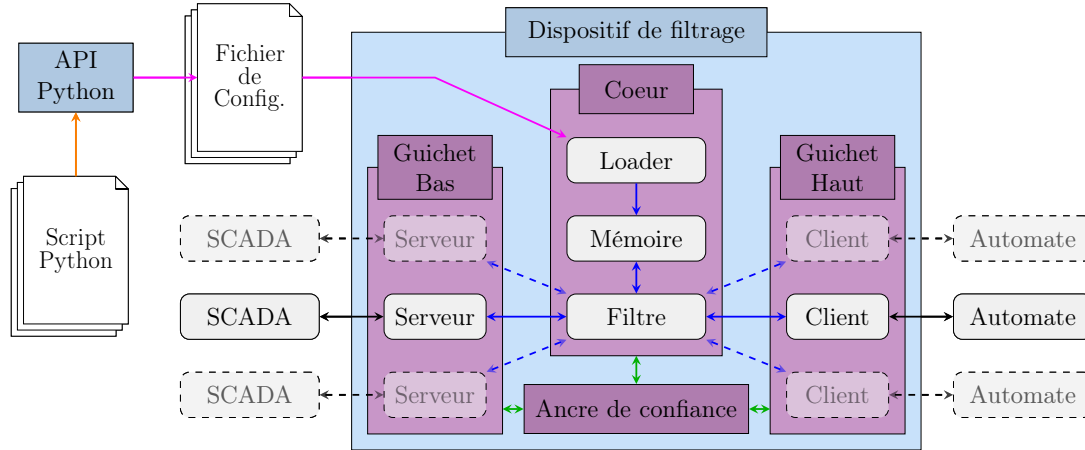 Dispositif de filtrage
API
Python
Fichier
de
Config.
Coeur
Loader
Guichet
Bas
Guichet
Haut
Script
Python
SCADA
Serveur
Mémoire
Client
Automate
SCADA
Serveur
Filtre
Client
Automate
SCADA
Serveur
Ancre de confiance
Client
Automate